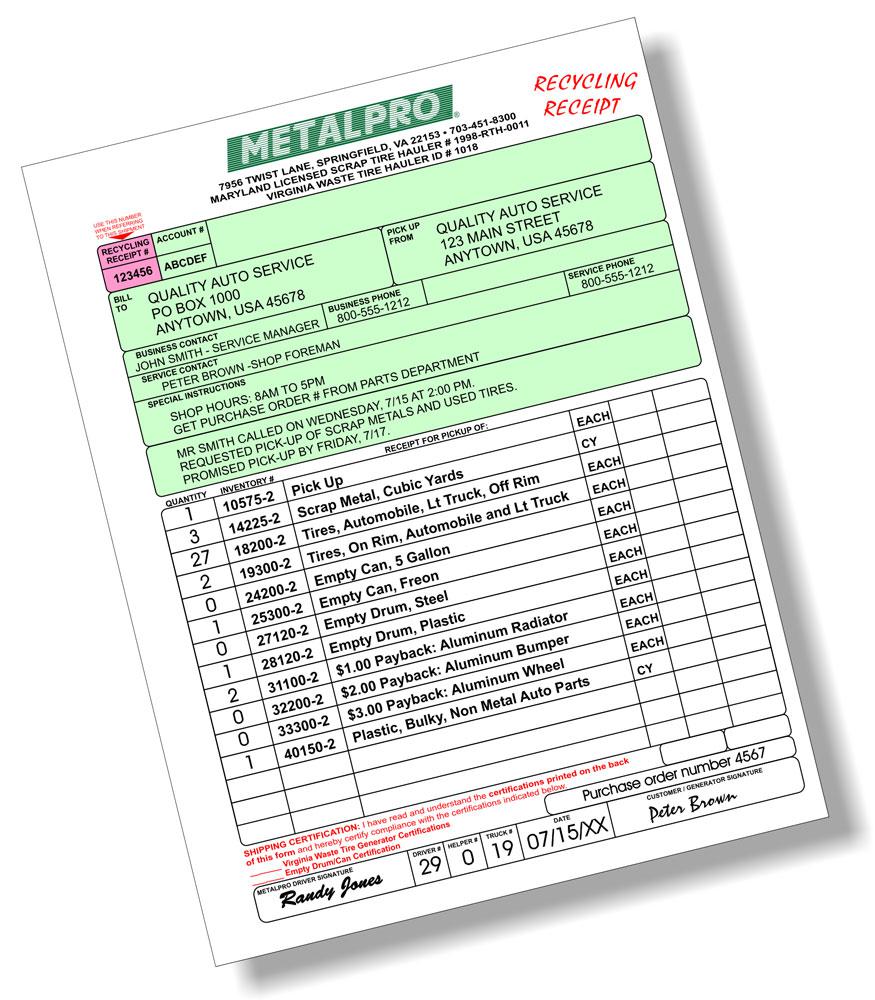 METALPRO®
RECYCLING
RECEIPT
7956 TWIST LANE, SPRINGFIELD, VA 22153 • 703-451-8300
MARYLAND LICENSED SCRAP TIRE HAULER # 1998-RTH-0011
VIRGINIA WASTE TIRE HAULER ID # 1018
USE THIS NUMBER
WHEN REFERRING
TO THIS SHIPMENT
RECYCLING
RECEIPT #
123456
ACCOUNT #
ABCDEF
BILL
TO
QUALITY AUTO SERVICE
PO BOX 1000
ANYTOWN, USA 45678
PICK UP
FROM
QUALITY AUTO SERVICE
123 MAIN STREET
ANYTOWN, USA 45678
BUSINESS CONTACT
JOHN SMITH - SERVICE MANAGER
BUSINESS PHONE
800-555-1212
SERVICE PHONE
800-555-1212
SERVICE CONTACT
PETER BROWN -SHOP FOREMAN
SPECIAL INSTRUCTIONS
SHOP HOURS: 8AM TO 5PM
GET PURCHASE ORDER # FROM PARTS DEPARTMENT
MR SMITH CALLED ON WEDNESDAY, 7/15 AT 2:00 PM.
REQUESTED PICK-UP OF SCRAP METALS AND USED TIRES.
PROMISED PICK-UP BY FRIDAY, 7/17.
QUANTITY INVENTORY # RECEIPT FOR PICKUP OF:
1 10575-2 Pick Up EACH
3 14225-2 Scrap Metal, Cubic Yards CY
27 18200-2 Tires, Automobile, Lt Truck, Off Rim EACH
2 19300-2 Tires, On Rim, Automobile and Lt Truck EACH
0 24200-2 Empty Can, 5 Gallon EACH
1 25300-2 Empty Can, Freon EACH
0 27120-2 Empty Drum, Steel EACH
1 28120-2 Empty Drum, Plastic EACH
2 31100-2 $1.00 Payback: Aluminum Radiator EACH
0 32200-2 $2.00 Payback: Aluminum Bumper EACH
0 33300-2 $3.00 Payback: Aluminum Wheel EACH
1 40150-2 Plastic, Bulky, Non Metal Auto Parts CY
SHIPPING CERTIFICATION: I have read and understand the certifications printed on the back
of this form and hereby certify compliance with the certifications indicated below.
______ Virginia Waste Tire Generator Certifications
______ Empty Drum/Can Certification
Purchase order number 4567
METALPRO DRIVER SIGNATURE
Randy Jones
DRIVER #
29
HELPER #
0
TRUCK #
19
DATE
07/15/XX
CUSTOMER / GENERATOR SIGNATURE
Peter Brown